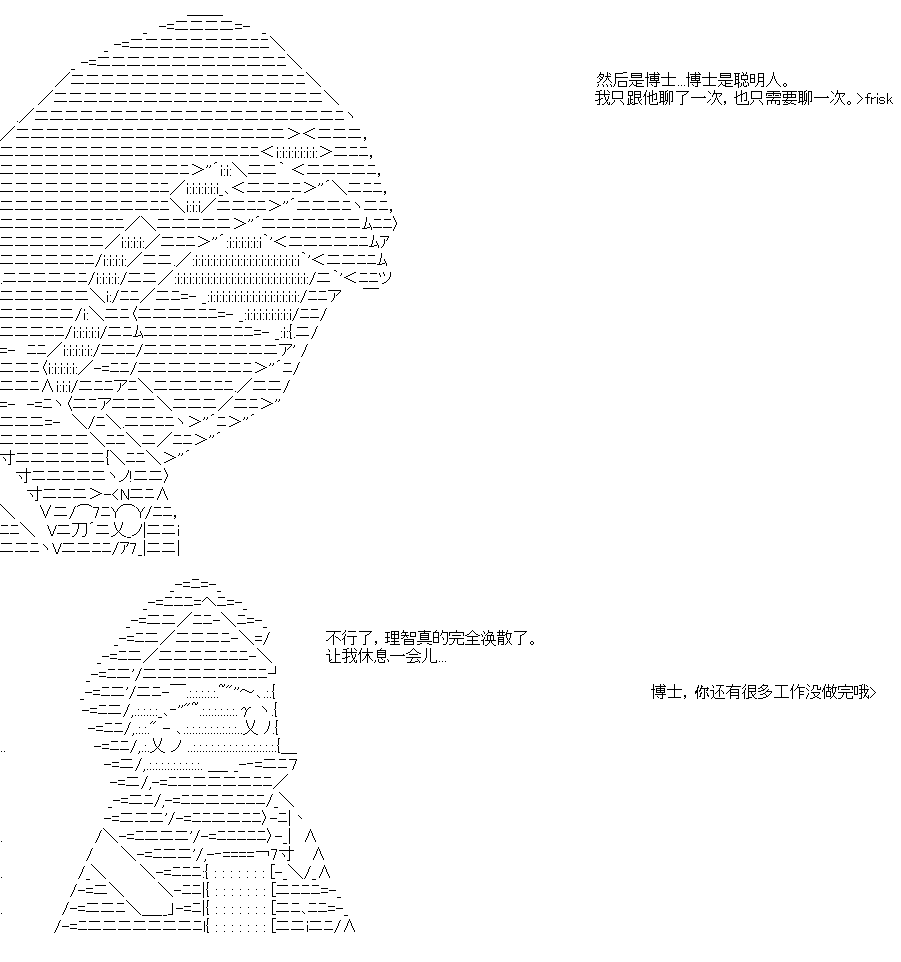 然后是博士...博士是聪明人。
我只跟他聊了一次，也只需要聊一次。>frisk
不行了，理智真的完全涣散了。
让我休息一会儿...
博士，你还有很多工作没做完哦>